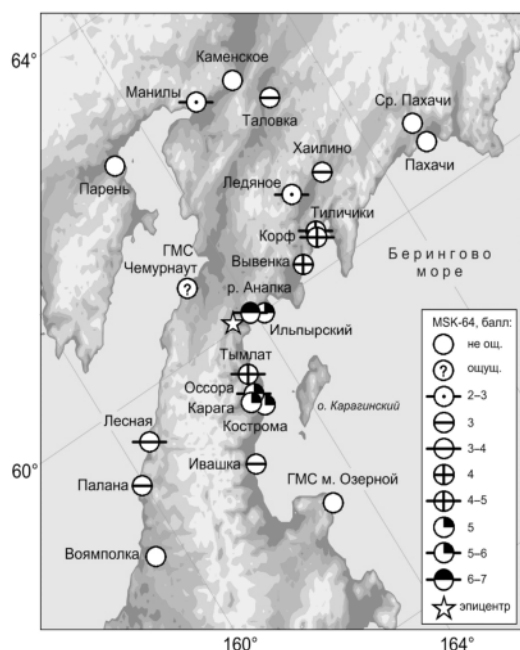 64°
Каменское
Манилы
Таловка
Ср. Пахачи
Пахачи
Хаилино
Парень
Ледяное
Тиличики
Корф
ГМС
Чемурнаут
Вывенка
Берингово
море
р. Анапка
?
Ильпырский
Тымлат
Оссора
Карага
Кострома
о. Карагинский
Лесная
60°
Ивашка
Палана
ГМС м. Озерной
Воямполка
160°
164°
MSK-64, балл:
не ощ.
? ощущ.
2–3
3
3–4
4
4–5
5
5–6
6–7
эпицентр